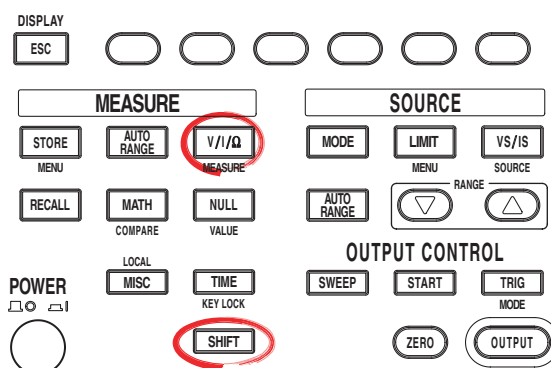 DISPLAY
ESC
MEASURE
SOURCE
STORE
AUTO RANGE
V/I/Ω
MODE
LIMIT
VS/IS
MENU
MEASURE
MENU
SOURCE
RECALL
MATH
NULL
AUTO RANGE
RANGE
COMPARE
VALUE
OUTPUT CONTROL
LOCAL
POWER
MISC
TIME
SWEEP
START
TRIG
KEY LOCK
MODE
SHIFT
ZERO
OUTPUT